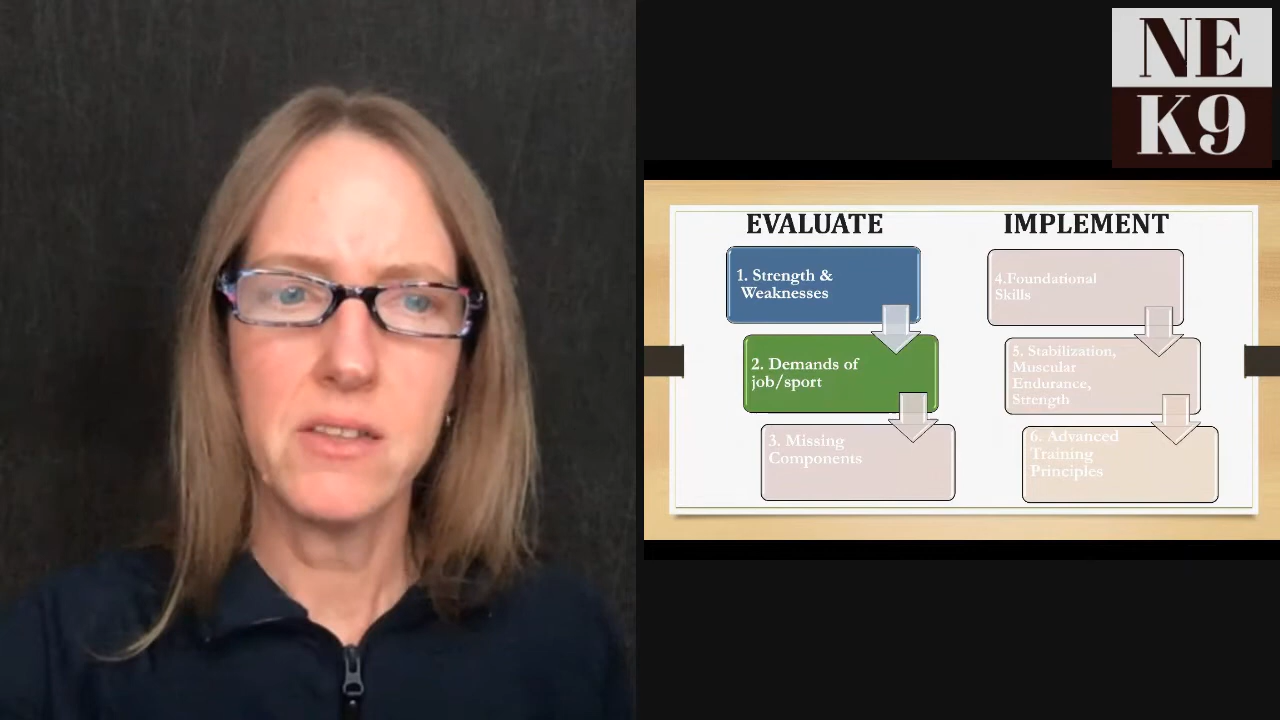 NE
K9
EVALUATE
IMPLEMENT
1. Strength &
Weaknesses
2. Demands of
job/sport
3. Missing
Components
4.Foundational
Skills
5. Stabilization,
Muscular
Endurance,
Strength
6. Advanced
Training
Principles